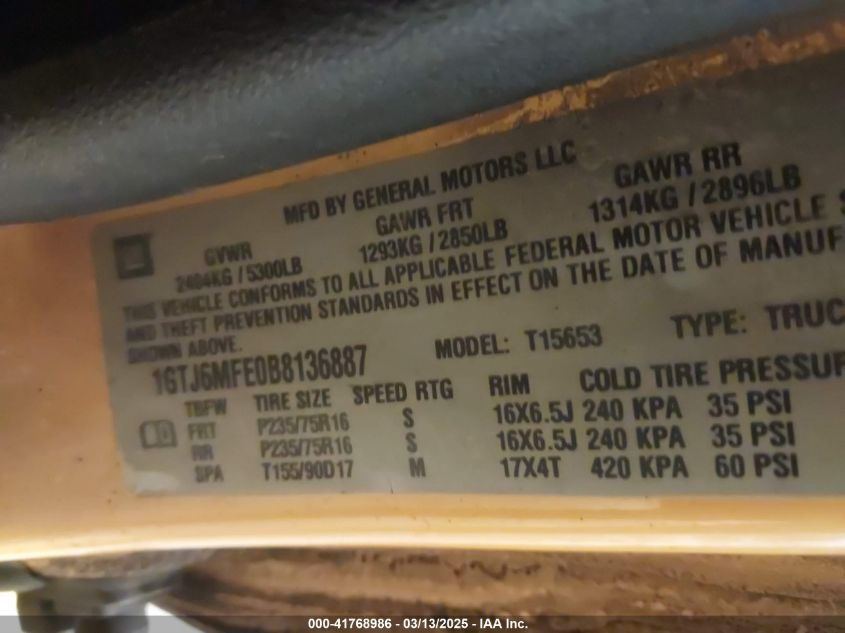 MFD BY GENERAL MOTORS LLC
GVWR GAWR FRT GAWR RR
2404KG / 5300LB 1293KG / 2850LB 1314KG / 2896LB
THIS VEHICLE CONFORMS TO ALL APPLICABLE FEDERAL MOTOR VEHICLE S
AND THEFT PREVENTION STANDARDS IN EFFECT ON THE DATE OF MANUF
SHOWN ABOVE.
1GTJ6MFE0B8136887 MODEL: T15653 TYPE: TRUC
TBFW TIRE SIZE SPEED RTG RIM COLD TIRE PRESSUR
FRT P235/75R16 S 16X6.5J 240 KPA 35 PSI
RR P235/75R16 S 16X6.5J 240 KPA 35 PSI
SPA T155/90D17 M 17X4T 420 KPA 60 PSI
000-41768986 - 03/13/2025 - IAA Inc.